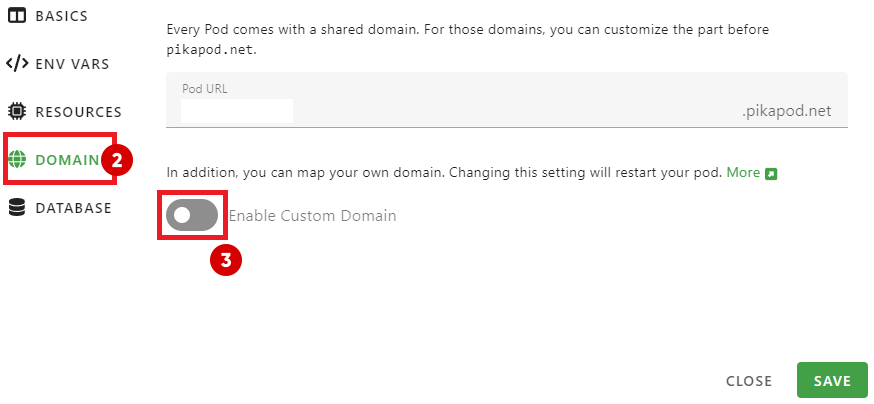 BASICS
ENV VARS
RESOURCES
DOMAIN 2
DATABASE
Every Pod comes with a shared domain. For those domains, you can customize the part before
pikapod.net.
Pod URL
.pikapod.net
In addition, you can map your own domain. Changing this setting will restart your pod. More
Enable Custom Domain
3
CLOSE
SAVE